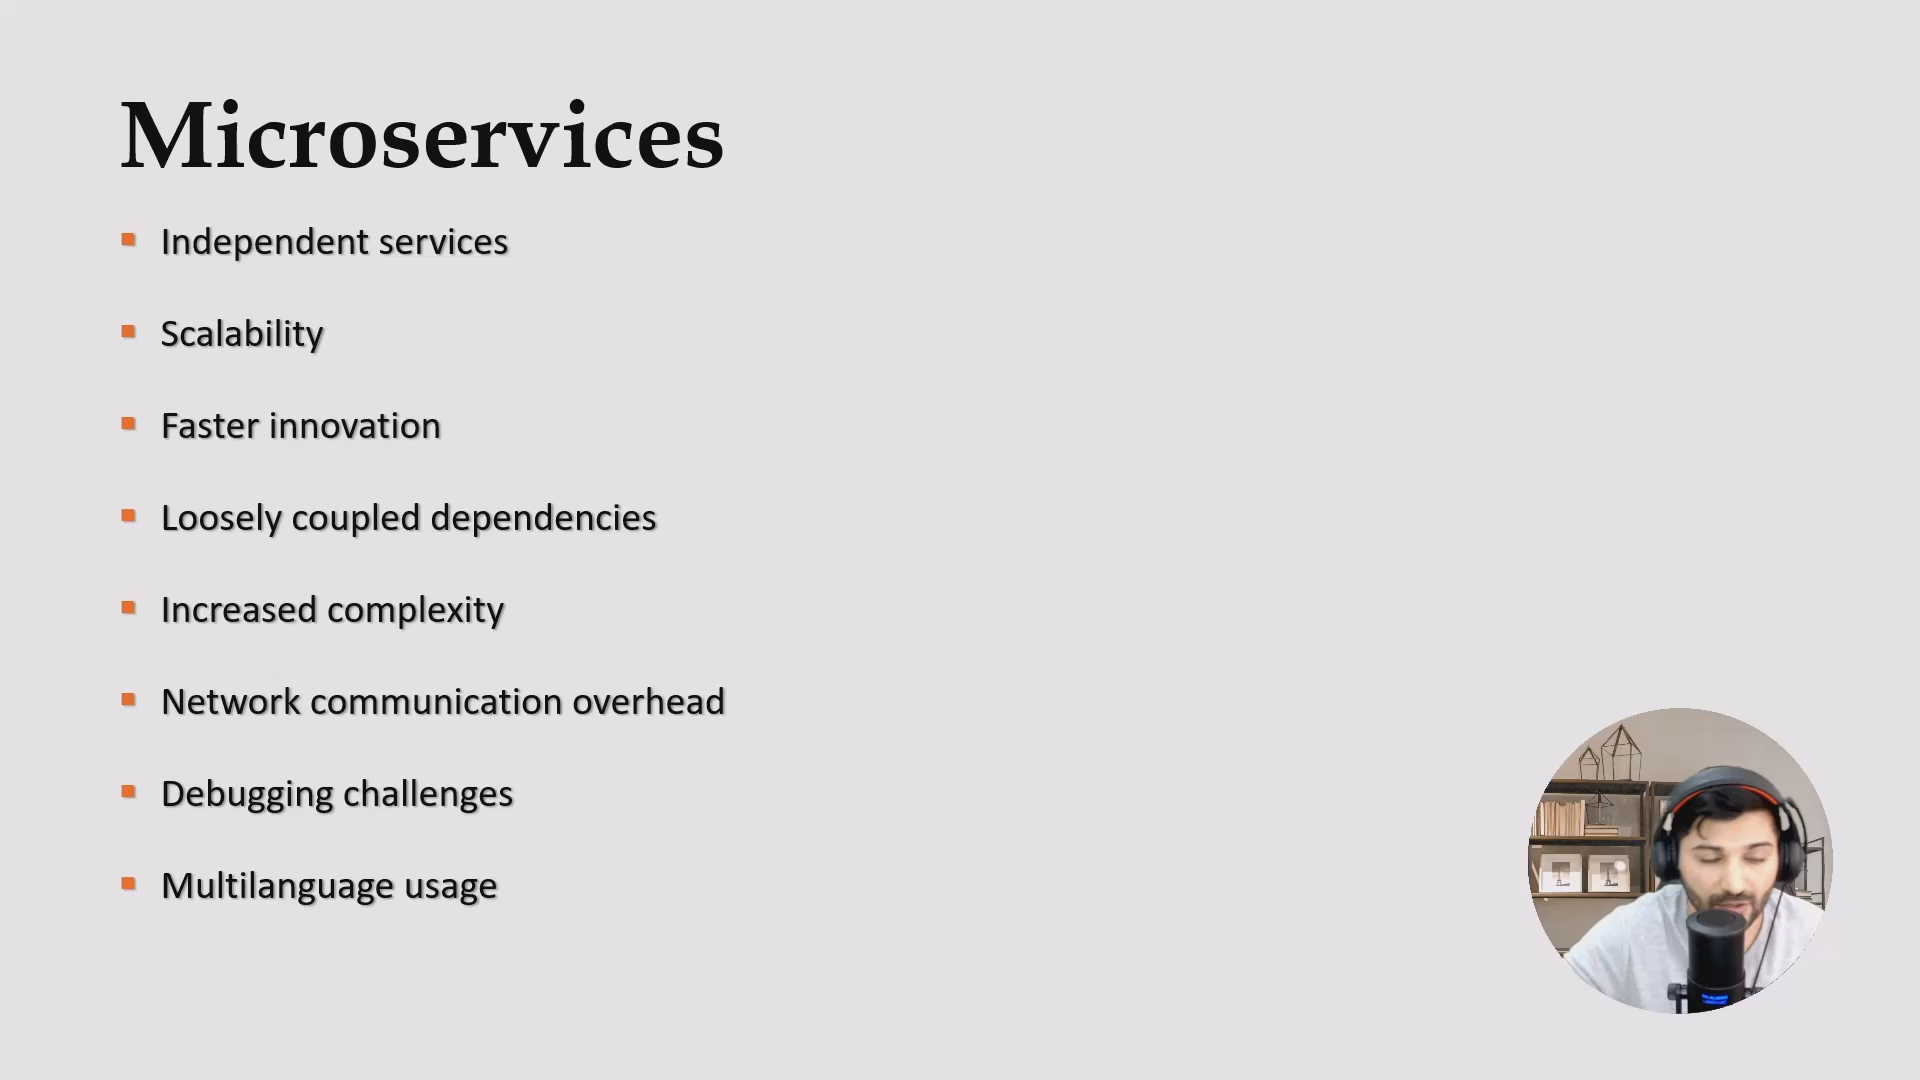 Microservices
Independent services
Scalability
Faster innovation
Loosely coupled dependencies
Increased complexity
Network communication overhead
Debugging challenges
Multilanguage usage